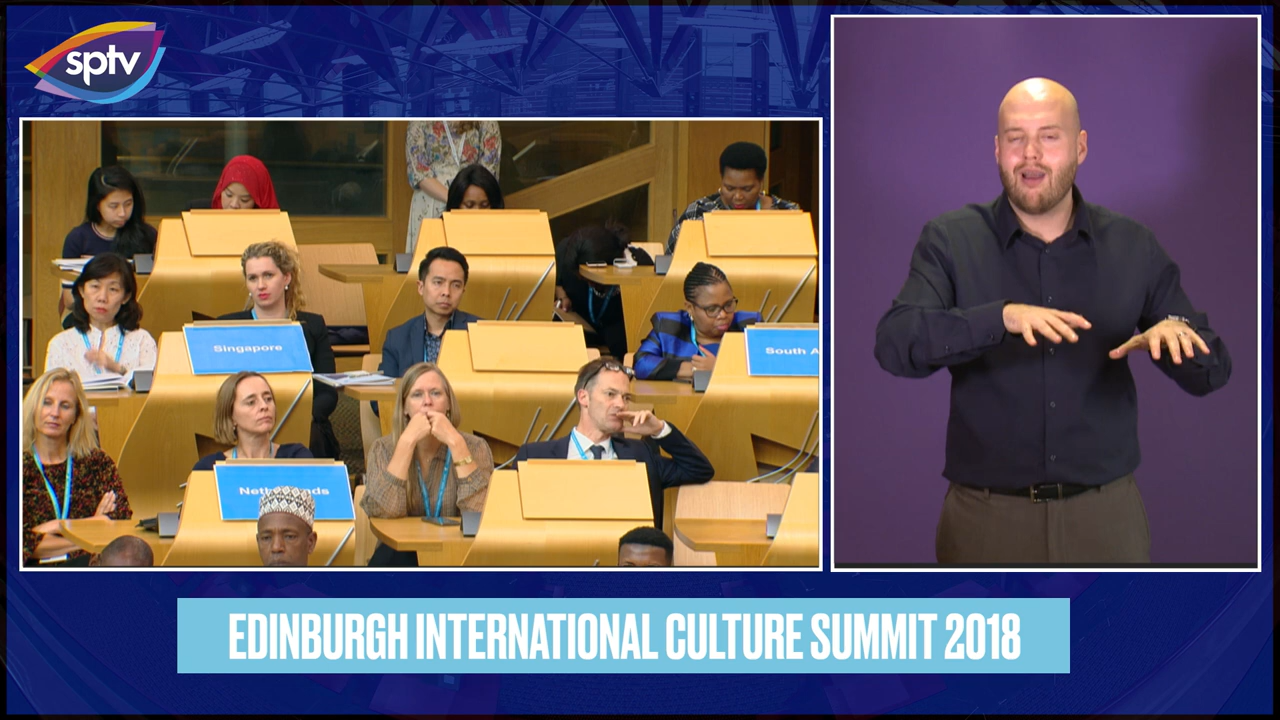 sptv
Singapore
South A
Netherlands
EDINBURGH INTERNATIONAL CULTURE SUMMIT 2018